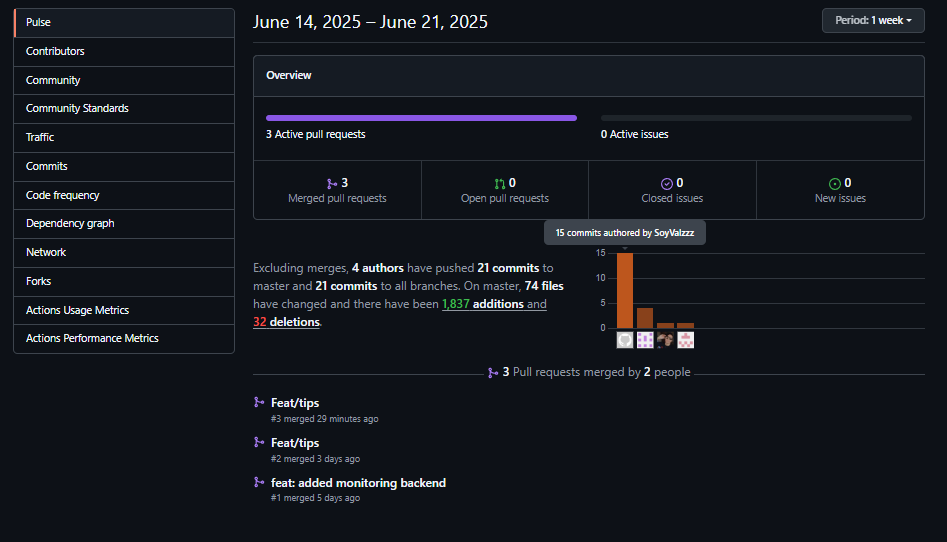 Pulse
Contributors
Community
Community Standards
Traffic
Commits
Code frequency
Dependency graph
Network
Forks
Actions Usage Metrics
Actions Performance Metrics
June 14, 2025 – June 21, 2025
Period: 1 week
Overview
3 Active pull requests
0 Active issues
3
Merged pull requests
0
Open pull requests
0
Closed issues
0
New issues
15 commits authored by SoyValzzz
Excluding merges, 4 authors have pushed 21 commits to
master and 21 commits to all branches. On master, 74 files
have changed and there have been 1,837 additions and
32 deletions.
15
10
5
0
3 Pull requests merged by 2 people
Feat/tips
#3 merged 29 minutes ago
Feat/tips
#2 merged 3 days ago
feat: added monitoring backend
#1 merged 5 days ago